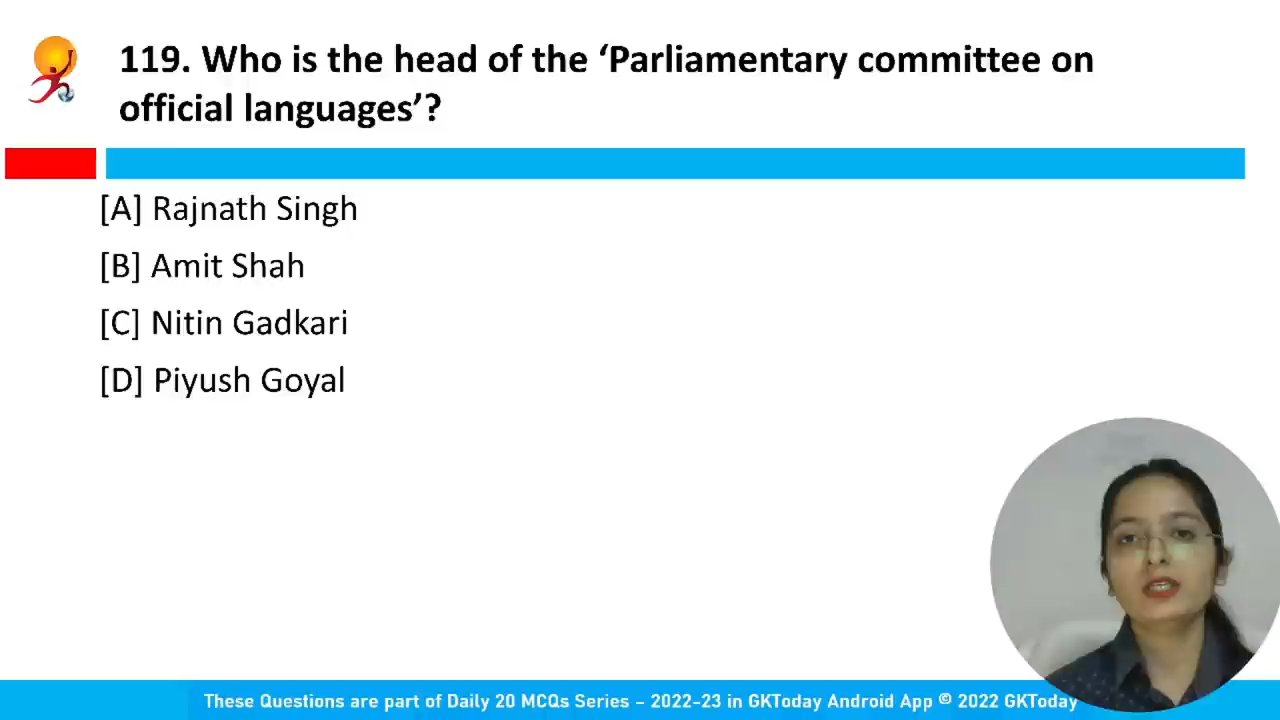 119. Who is the head of the ‘Parliamentary committee on
official languages’?
[A] Rajnath Singh
[B] Amit Shah
[C] Nitin Gadkari
[D] Piyush Goyal
These Questions are part of Daily 20 MCQs Series – 2022-23 in GKToday Android App © 2022 GKToday